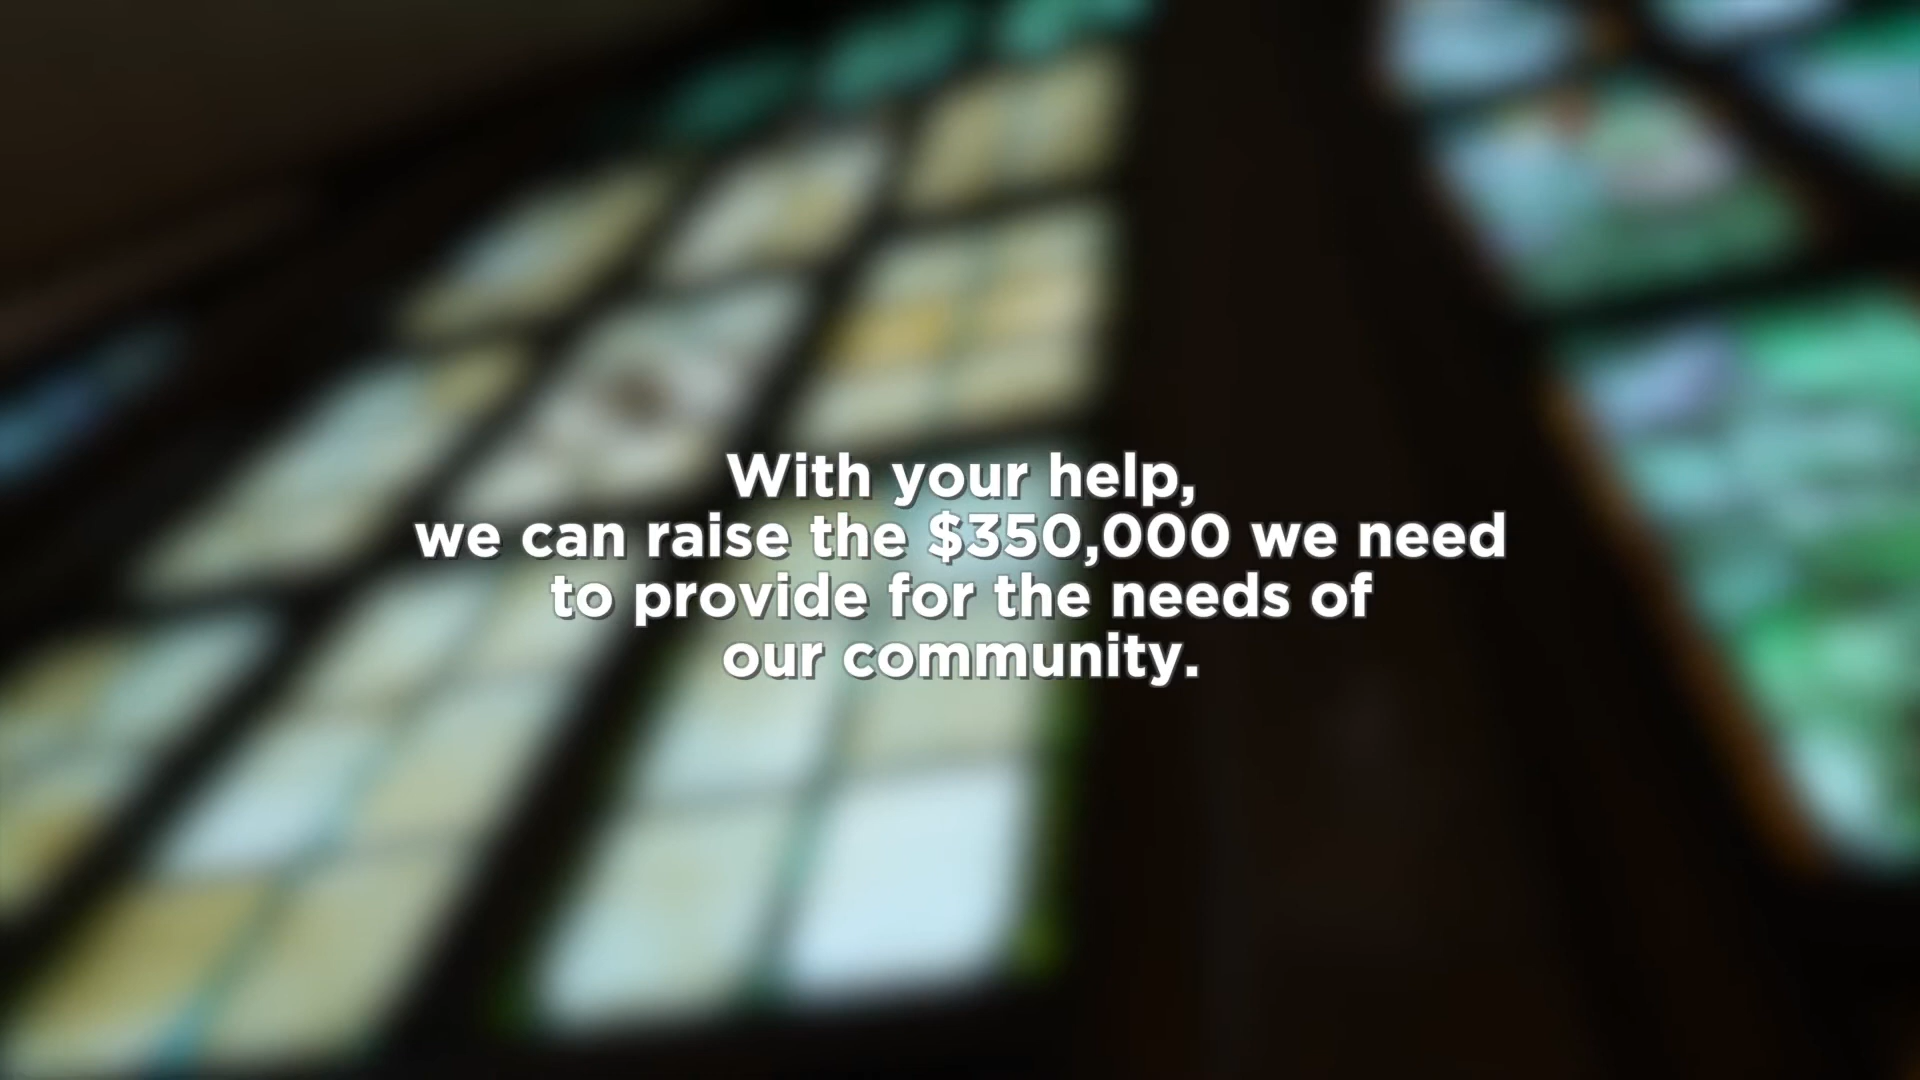 With your help,
we can raise the $350,000 we need
to provide for the needs of
our community.